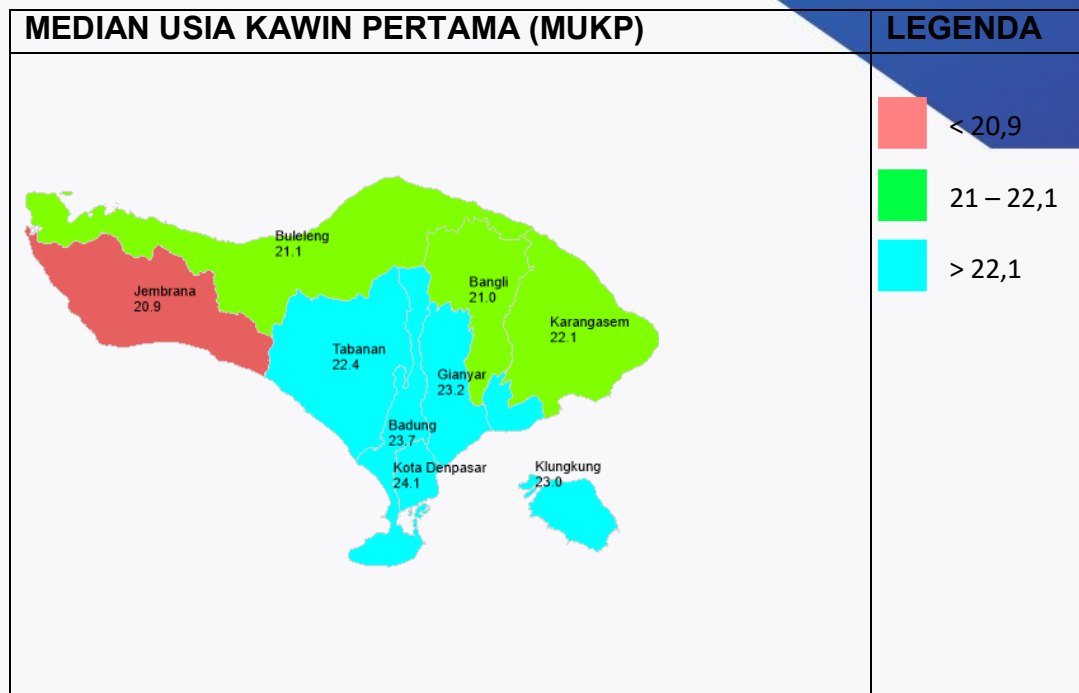 MEDIAN USIA KAWIN PERTAMA (MUKP)
LEGENDA
< 20,9
21 – 22,1
> 22,1
Buleleng
21.1
Jembrana
20.9
Bangli
21.0
Karangasem
22.1
Tabanan
22.4
Gianyar
23.2
Badung
23.7
Kota Denpasar
24.1
Klungkung
23.0